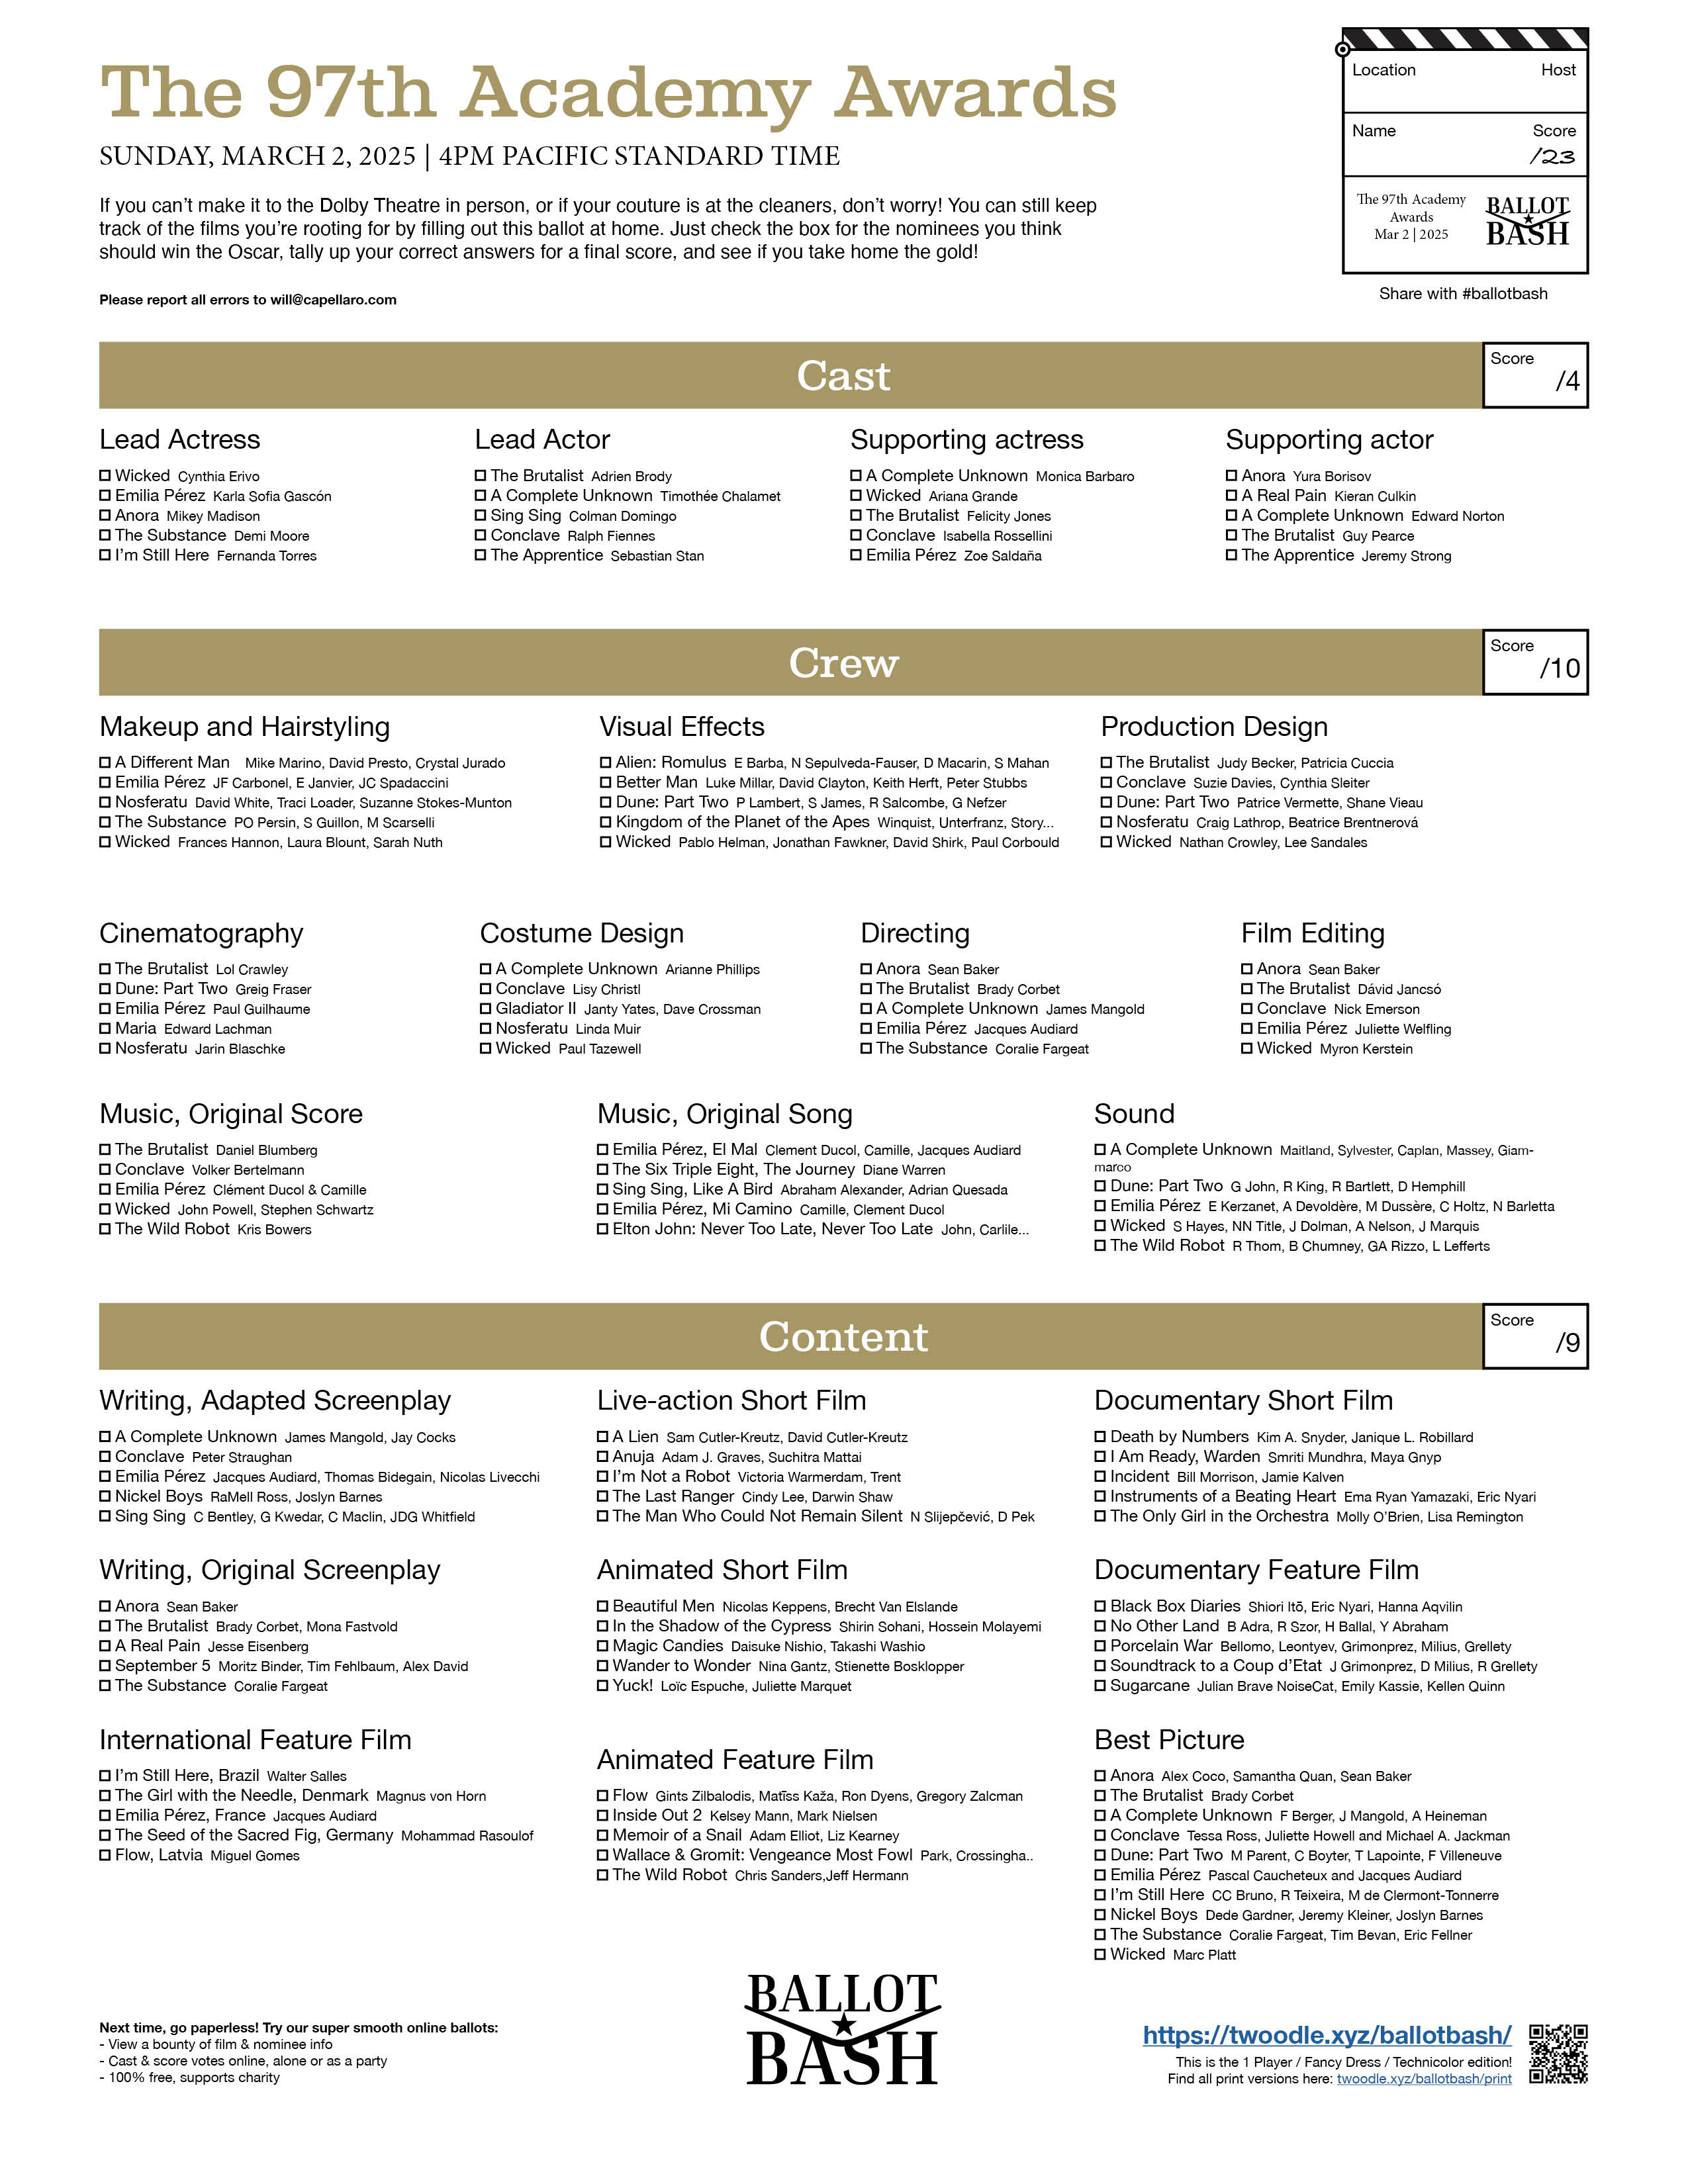 The 97th Academy Awards
SUNDAY, MARCH 2, 2025 | 4PM PACIFIC STANDARD TIME
If you can’t make it to the Dolby Theatre in person, or if your couture is at the cleaners, don’t worry! You can still keep
track of the films you’re rooting for by filling out this ballot at home. Just check the box for the nominees you think
should win the Oscar, tally up your correct answers for a final score, and see if you take home the gold!
Please report all errors to will@capellaro.com
Location Host
Name Score
/23
The 97th Academy
Awards
Mar 2 | 2025
BALLOT
BASH
Share with #ballotbash
Cast
Score
/4
Lead Actress
Wicked Cynthia Erivo
Emilia Pérez Karla Sofia Gascón
Anora Mikey Madison
The Substance Demi Moore
I’m Still Here Fernanda Torres
Lead Actor
The Brutalist Adrien Brody
A Complete Unknown Timothée Chalamet
Sing Sing Colman Domingo
Conclave Ralph Fiennes
The Apprentice Sebastian Stan
Supporting actress
A Complete Unknown Monica Barbaro
Wicked Ariana Grande
The Brutalist Felicity Jones
Conclave Isabella Rossellini
Emilia Pérez Zoe Saldaña
Supporting actor
Anora Yura Borisov
A Real Pain Kieran Culkin
A Complete Unknown Edward Norton
The Brutalist Guy Pearce
The Apprentice Jeremy Strong
Crew
Score
/10
Makeup and Hairstyling
A Different Man Mike Marino, David Presto, Crystal Jurado
Emilia Pérez JF Carbonel, E Janvier, JC Spadaccini
Nosferatu David White, Traci Loader, Suzanne Stokes-Munton
The Substance PO Persin, S Guillon, M Scarselli
Wicked Frances Hannon, Laura Blount, Sarah Nuth
Visual Effects
Alien: Romulus E Barba, N Sepulveda-Fauser, D Macarin, S Mahan
Better Man Luke Millar, David Clayton, Keith Herft, Peter Stubbs
Dune: Part Two P Lambert, S James, R Salcombe, G Nefzer
Kingdom of the Planet of the Apes Winquist, Unterfranz, Story...
Wicked Pablo Helman, Jonathan Fawkner, David Shirk, Paul Corbould
Production Design
The Brutalist Judy Becker, Patricia Cuccia
Conclave Suzie Davies, Cynthia Sleiter
Dune: Part Two Patrice Vermette, Shane Vieau
Nosferatu Craig Lathrop, Beatrice Brentnerová
Wicked Nathan Crowley, Lee Sandales
Cinematography
The Brutalist Lol Crawley
Dune: Part Two Greig Fraser
Emilia Pérez Paul Guilhaume
Maria Edward Lachman
Nosferatu Jarin Blaschke
Costume Design
A Complete Unknown Arianne Phillips
Conclave Lisy Christl
Gladiator II Janty Yates, Dave Crossman
Nosferatu Linda Muir
Wicked Paul Tazewell
Directing
Anora Sean Baker
The Brutalist Brady Corbet
A Complete Unknown James Mangold
Emilia Pérez Jacques Audiard
The Substance Coralie Fargeat
Film Editing
Anora Sean Baker
The Brutalist Dávid Jancsó
Conclave Nick Emerson
Emilia Pérez Juliette Welfling
Wicked Myron Kerstein
Music, Original Score
The Brutalist Daniel Blumberg
Conclave Volker Bertelmann
Emilia Pérez Clément Ducol & Camille
Wicked John Powell, Stephen Schwartz
The Wild Robot Kris Bowers
Music, Original Song
Emilia Pérez, El Mal Clement Ducol, Camille, Jacques Audiard
The Six Triple Eight, The Journey Diane Warren
Sing Sing, Like A Bird Abraham Alexander, Adrian Quesada
Emilia Pérez, Mi Camino Camille, Clement Ducol
Elton John: Never Too Late, Never Too Late John, Carlile...
Sound
A Complete Unknown Maitland, Sylvester, Caplan, Massey, Giam-
marco
Dune: Part Two G John, R King, R Bartlett, D Hemphill
Emilia Pérez E Kerzanet, A Devoldère, M Dussère, C Holtz, N Barletta
Wicked S Hayes, NN Title, J Dolman, A Nelson, J Marquis
The Wild Robot R Thom, B Chumney, GA Rizzo, L Lefferts
Content
Score
/9
Writing, Adapted Screenplay
A Complete Unknown James Mangold, Jay Cocks
Conclave Peter Straughan
Emilia Pérez Jacques Audiard, Thomas Bidegain, Nicolas Livecchi
Nickel Boys RaMell Ross, Joslyn Barnes
Sing Sing C Bentley, G Kwedar, C Maclin, JDG Whitfield
Live-action Short Film
A Lien Sam Cutler-Kreutz, David Cutler-Kreutz
Anuja Adam J. Graves, Suchitra Mattai
I’m Not a Robot Victoria Warmerdam, Trent
The Last Ranger Cindy Lee, Darwin Shaw
The Man Who Could Not Remain Silent N Slijepčević, D Pek
Documentary Short Film
Death by Numbers Kim A. Snyder, Janique L. Robillard
I Am Ready, Warden Smriti Mundhra, Maya Gnyp
Incident Bill Morrison, Jamie Kalven
Instruments of a Beating Heart Ema Ryan Yamazaki, Eric Nyari
The Only Girl in the Orchestra Molly O’Brien, Lisa Remington
Writing, Original Screenplay
Anora Sean Baker
The Brutalist Brady Corbet, Mona Fastvold
A Real Pain Jesse Eisenberg
September 5 Moritz Binder, Tim Fehlbaum, Alex David
The Substance Coralie Fargeat
Animated Short Film
Beautiful Men Nicolas Keppens, Brecht Van Elslande
In the Shadow of the Cypress Shirin Sohani, Hossein Molayemi
Magic Candies Daisuke Nishio, Takashi Washio
Wander to Wonder Nina Gantz, Stienette Bosklopper
Yuck! Loïc Espuche, Juliette Marquet
Documentary Feature Film
Black Box Diaries Shiori Itō, Eric Nyari, Hanna Aqvilin
No Other Land B Adra, R Szor, H Ballal, Y Abraham
Porcelain War Bellomo, Leontyev, Grimonprez, Milius, Grellety
Soundtrack to a Coup d’Etat J Grimonprez, D Milius, R Grellety
Sugarcane Julian Brave NoiseCat, Emily Kassie, Kellen Quinn
International Feature Film
I’m Still Here, Brazil Walter Salles
The Girl with the Needle, Denmark Magnus von Horn
Emilia Pérez, France Jacques Audiard
The Seed of the Sacred Fig, Germany Mohammad Rasoulof
Flow, Latvia Miguel Gomes
Animated Feature Film
Flow Gints Zilbalodis, Matīss Kaža, Ron Dyens, Gregory Zalcman
Inside Out 2 Kelsey Mann, Mark Nielsen
Memoir of a Snail Adam Elliot, Liz Kearney
Wallace & Gromit: Vengeance Most Fowl Park, Crossingha..
The Wild Robot Chris Sanders,Jeff Hermann
Best Picture
Anora Alex Coco, Samantha Quan, Sean Baker
The Brutalist Brady Corbet
A Complete Unknown F Berger, J Mangold, A Heineman
Conclave Tessa Ross, Juliette Howell and Michael A. Jackman
Dune: Part Two M Parent, C Boyter, T Lapointe, F Villeneuve
Emilia Pérez Pascal Caucheteux and Jacques Audiard
I’m Still Here CC Bruno, R Teixeira, M de Clermont-Tonnerre
Nickel Boys Dede Gardner, Jeremy Kleiner, Joslyn Barnes
The Substance Coralie Fargeat, Tim Bevan, Eric Fellner
Wicked Marc Platt
Next time, go paperless! Try our super smooth online ballots:
- View a bounty of film & nominee info
- Cast & score votes online, alone or as a party
- 100% free, supports charity
BALLOT
BASH
https://twoodle.xyz/ballotbash/
This is the 1 Player / Fancy Dress / Technicolor edition!
Find all print versions here: twoodle.xyz/ballotbash/print